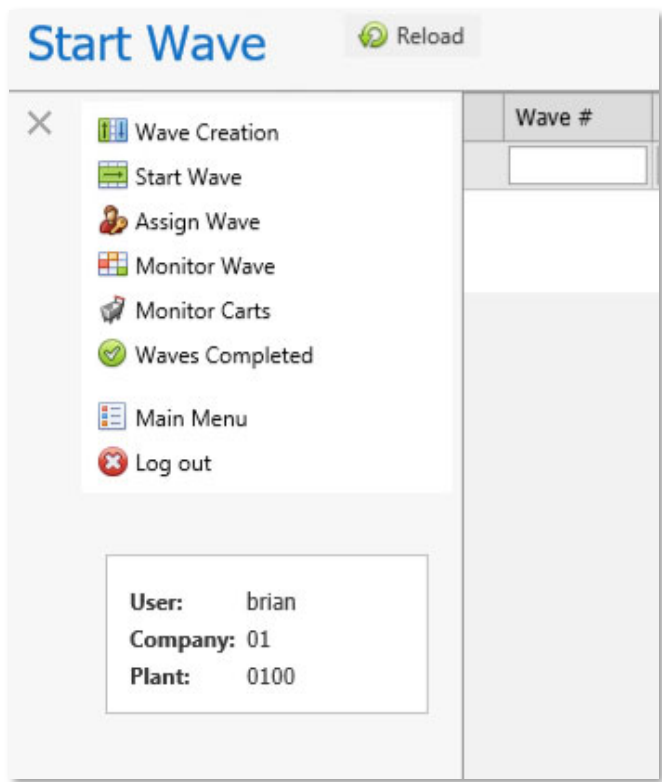 Start Wave
Reload
Wave #
Wave Creation
Start Wave
Assign Wave
Monitor Wave
Monitor Carts
Waves Completed
Main Menu
Log out
User: brian
Company: 01
Plant: 0100